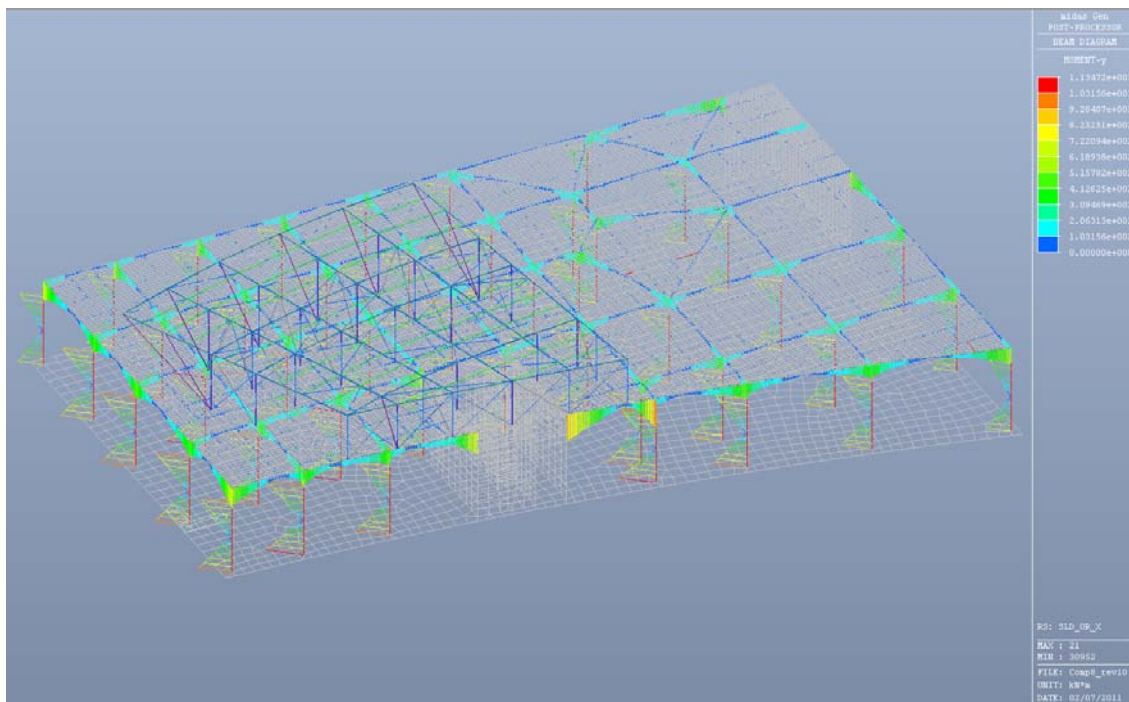 midas Gen
POST-PROCESSOR
BEAM DIAGRAM
MOMENT-y
1.13472e+00
1.03156e+00
9.28407e+00
8.25251e+00
7.22094e+00
6.18938e+00
5.15782e+00
4.12625e+00
3.09469e+00
2.06313e+00
1.03156e+00
0.00000e+00
RS: SLD_OR_X
MAX : 21
MIN : 30952
FILE: Comp8_rev10
UNIT: kN*m
DATE: 02/07/2011